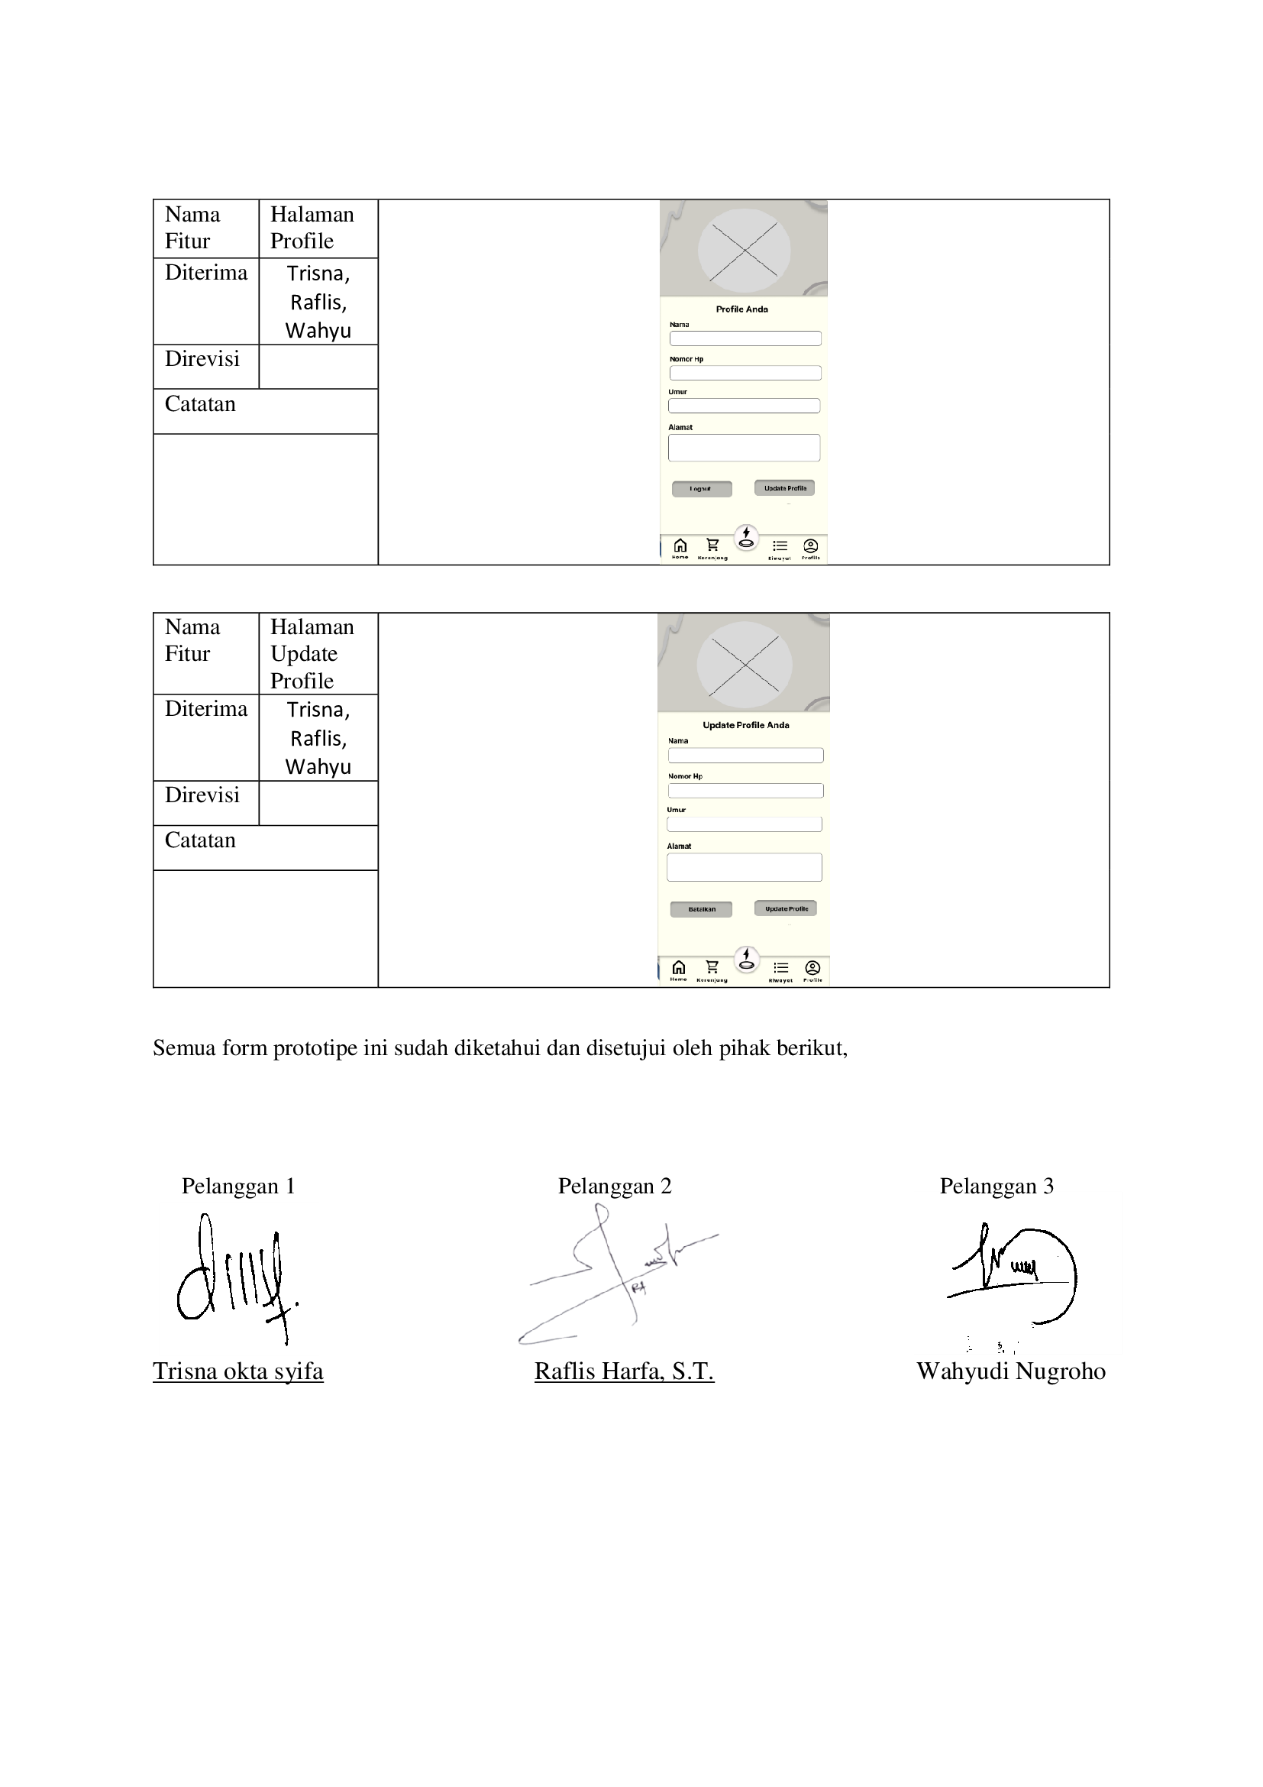 Nama Fitur
Halaman Profile
Diterima
Trisna, Raflis, Wahyu
Direvisi
Catatan
Profile Anda
Nama
Nomor Hp
Umur
Alamat
Logout
Update Profile
Home
Keranjang
Riwayat
Profile
Nama Fitur
Halaman Update Profile
Diterima
Trisna, Raflis, Wahyu
Direvisi
Catatan
Update Profile Anda
Nama
Nomor Hp
Umur
Alamat
Batalkan
Update Profile
Home
Keranjang
Riwayat
Profile
Semua form prototipe ini sudah diketahui dan disetujui oleh pihak berikut,
Pelanggan 1
Pelanggan 2
Pelanggan 3
Trisna okta syifa
Raflis Harfa, S.T.
Wahyudi Nugroho